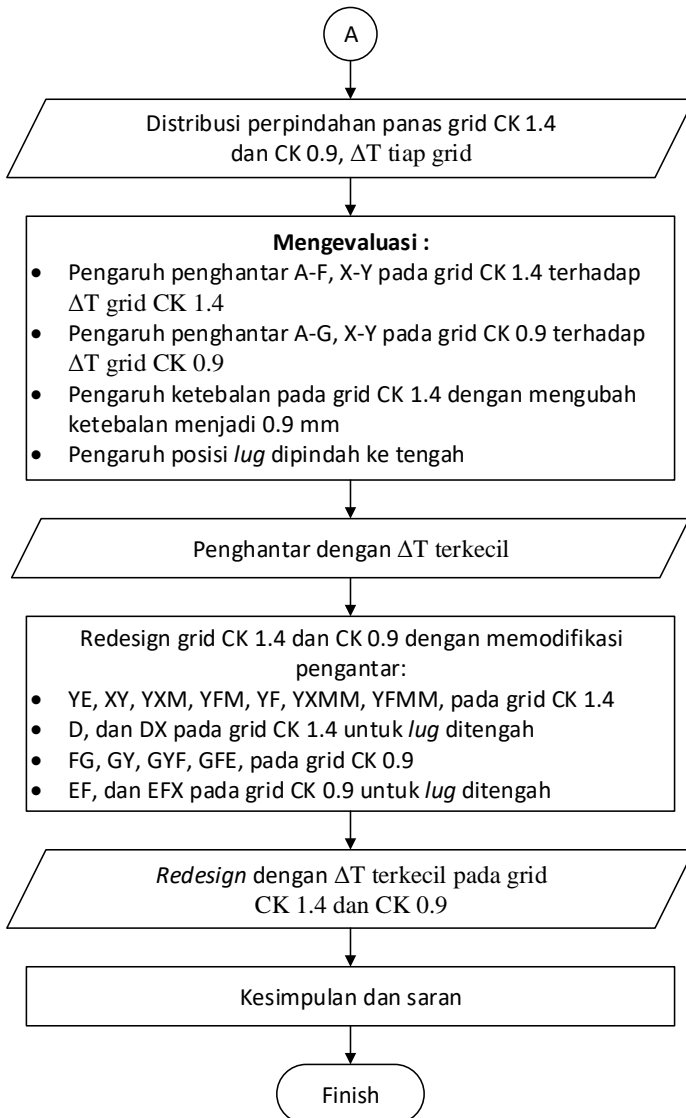 A
Distribusi perpindahan panas grid CK 1.4
dan CK 0.9, ΔT tiap grid
Mengevaluasi :
• Pengaruh penghantar A-F, X-Y pada grid CK 1.4 terhadap
ΔT grid CK 1.4
• Pengaruh penghantar A-G, X-Y pada grid CK 0.9 terhadap
ΔT grid CK 0.9
• Pengaruh ketebalan pada grid CK 1.4 dengan mengubah
ketebalan menjadi 0.9 mm
• Pengaruh posisi lug dipindah ke tengah
Penghantar dengan ΔT terkecil
Redesign grid CK 1.4 dan CK 0.9 dengan memodifikasi
pengantar:
• YE, XY, YXM, YFM, YF, YXMM, YFMM, pada grid CK 1.4
• D, dan DX pada grid CK 1.4 untuk lug ditengah
• FG, GY, GYF, GFE, pada grid CK 0.9
• EF, dan EFX pada grid CK 0.9 untuk lug ditengah
Redesign dengan ΔT terkecil pada grid
CK 1.4 dan CK 0.9
Kesimpulan dan saran
Finish